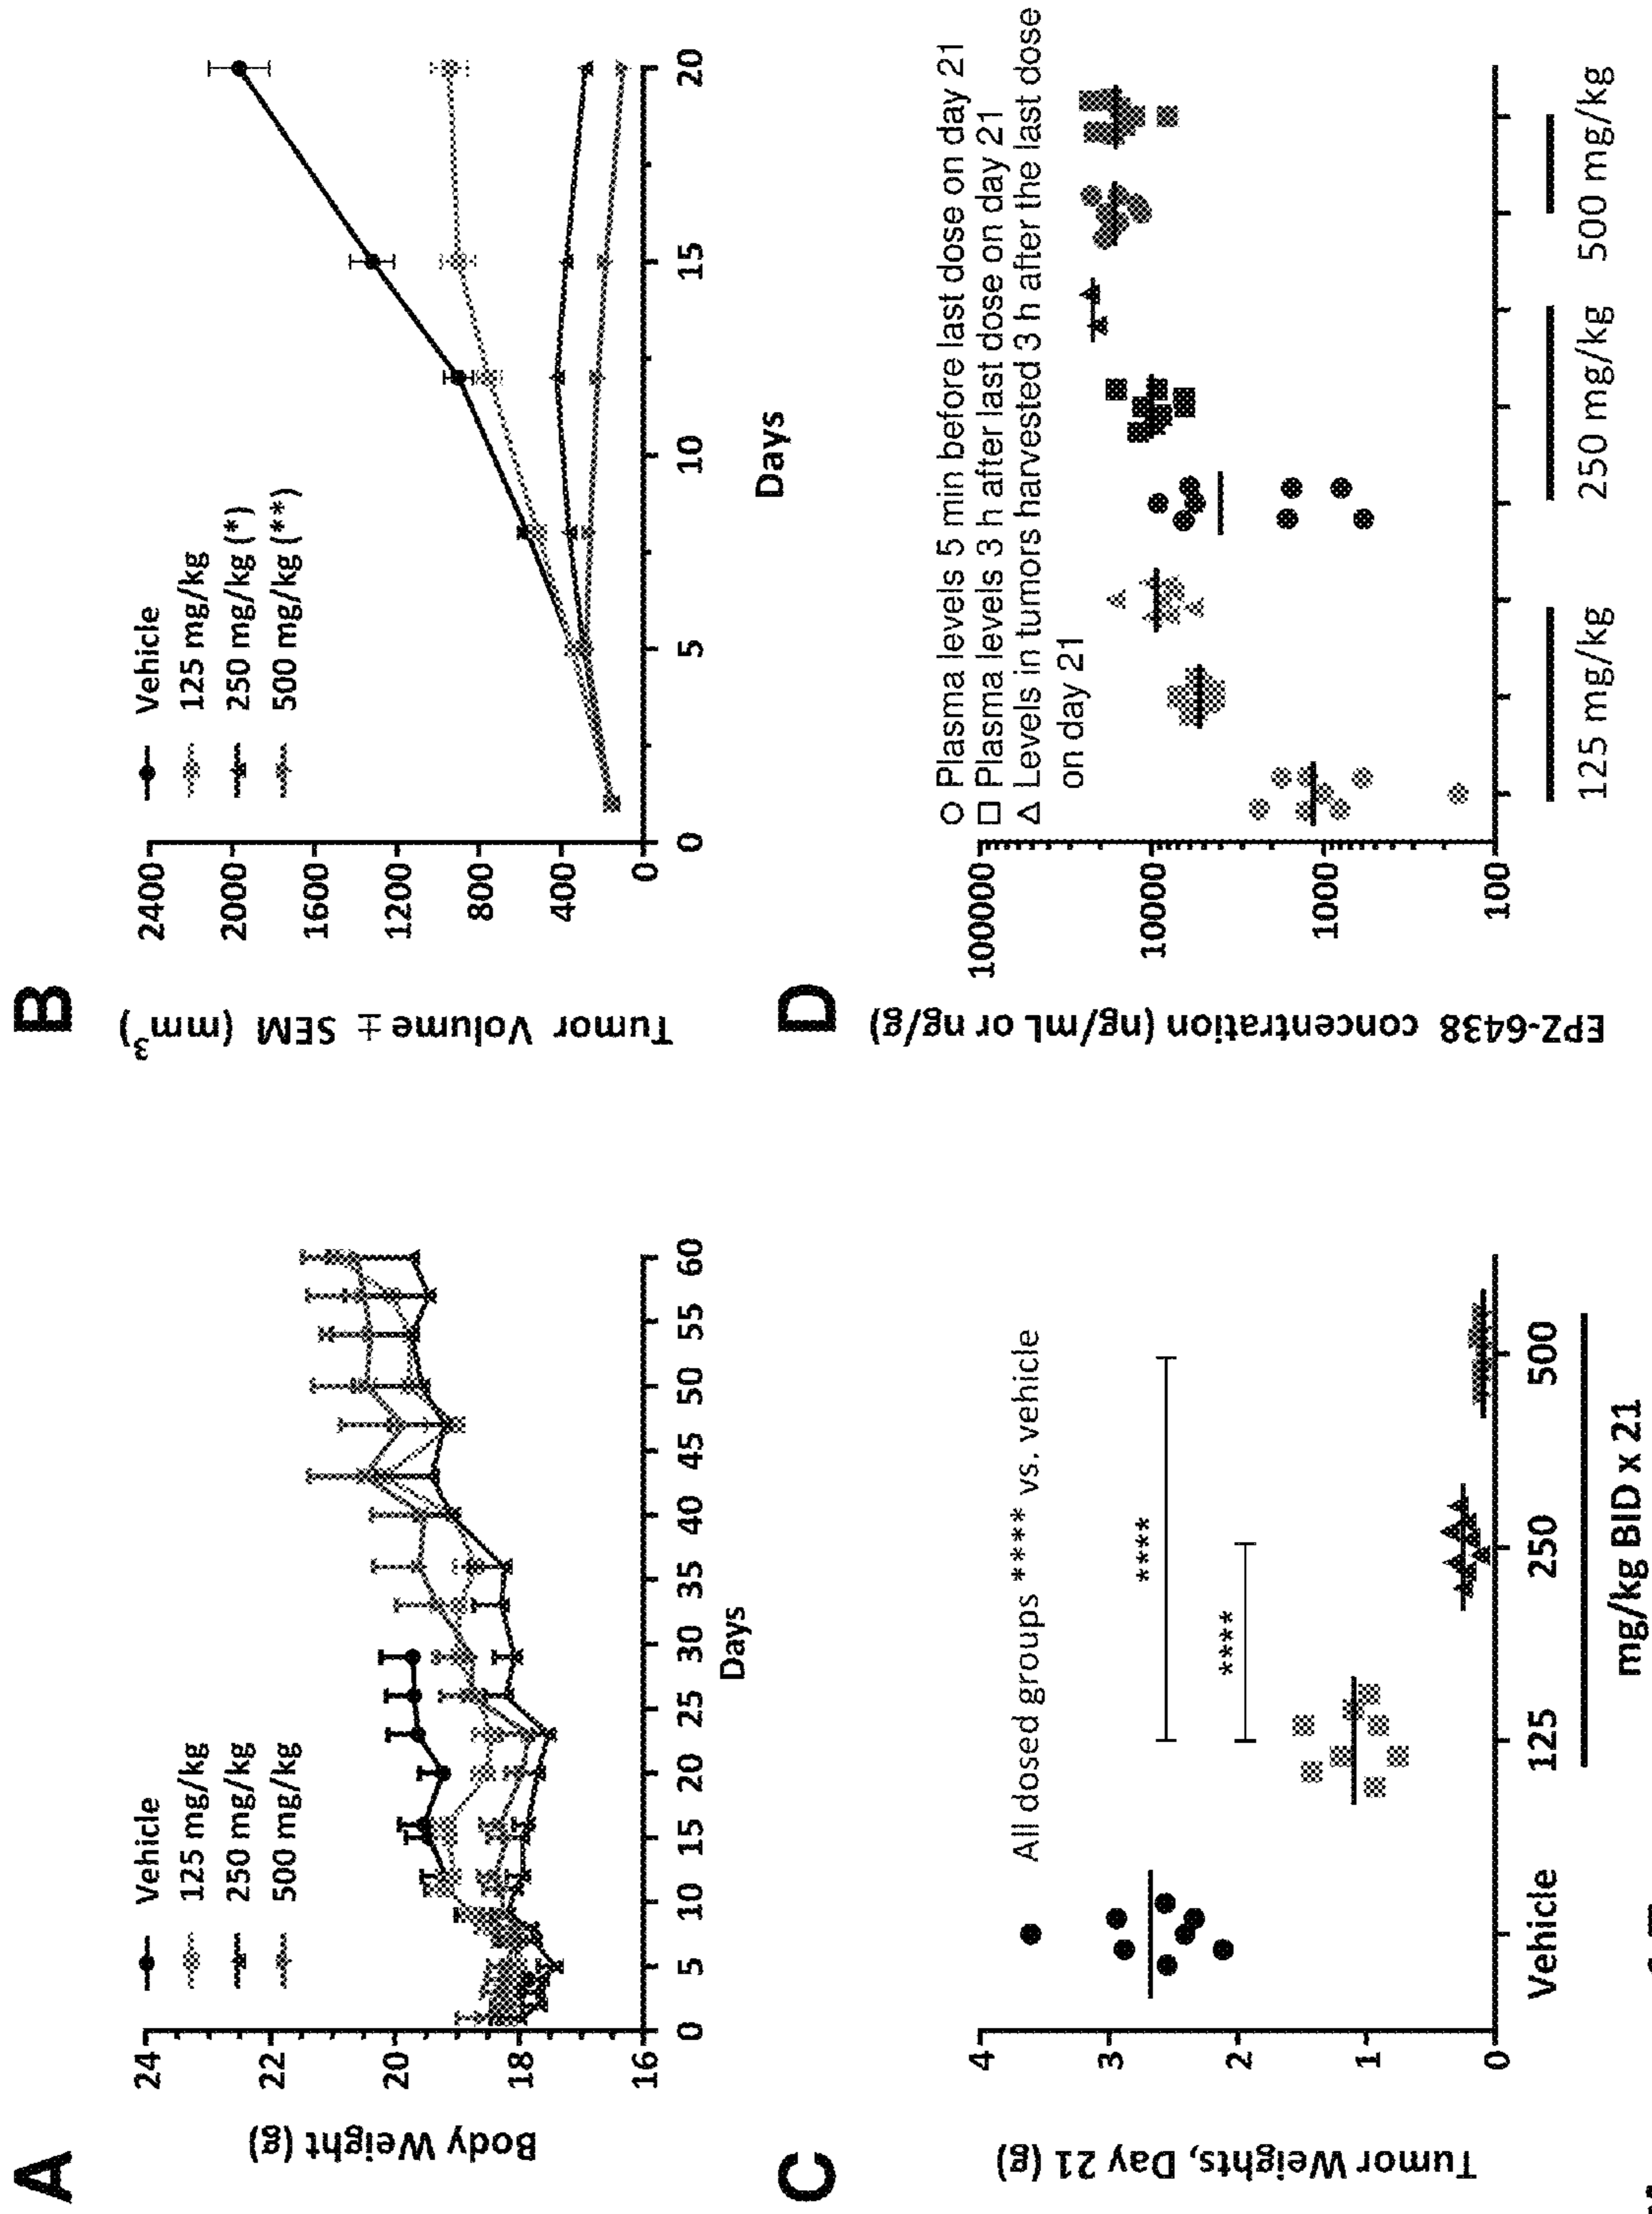 A
Body Weight (g)
24
22
20
18
16
Vehicle
125 mg/kg
250 mg/kg
500 mg/kg
0 5 10 15 20 25 30 35 40 45 50 55 60
Days
B
Tumor Volume ± SEM (mm3)
2400
2000
1600
1200
800
400
0
Vehicle
125 mg/kg
250 mg/kg (*)
500 mg/kg (**)
0 5 10 15 20
Days
C
Tumor Weights, Day 21 (g)
4
3
2
1
0
All dosed groups **** vs. vehicle
****
****
Vehicle 125 250 500
mg/kg BID x 21
D
EPZ-6438 concentration (ng/mL or ng/g)
100000
10000
1000
100
Plasma levels 5 min before last dose on day 21
Plasma levels 3 h after last dose on day 21
Levels in tumors harvested 3 h after the last dose
on day 21
125 mg/kg 250 mg/kg 500 mg/kg